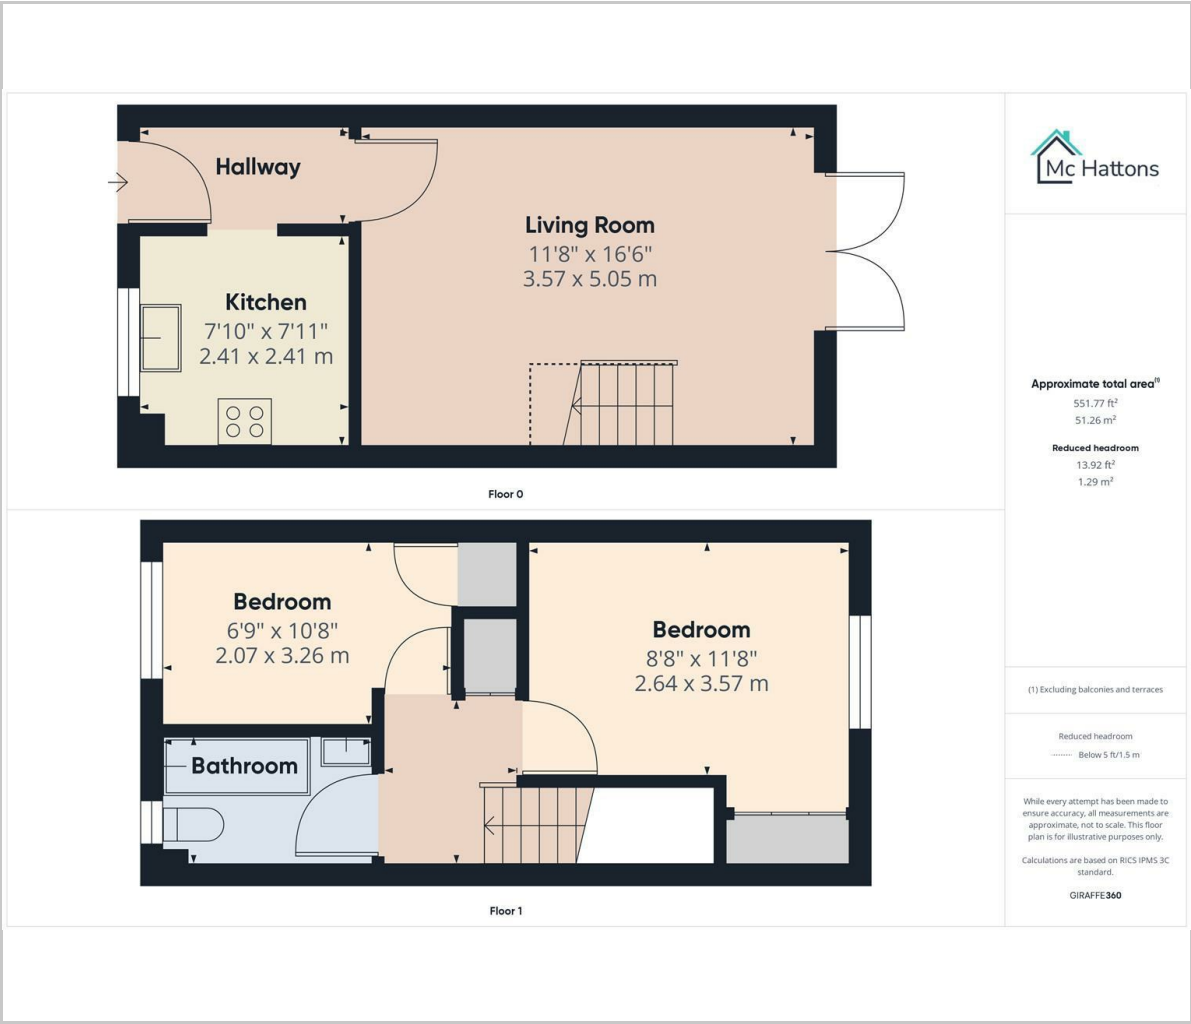 Hallway
Living Room
11'8" x 16'6"
3.57 x 5.05 m
Kitchen
7'10" x 7'11"
2.41 x 2.41 m
Floor 0
Bedroom
6'9" x 10'8"
2.07 x 3.26 m
Bedroom
8'8" x 11'8"
2.64 x 3.57 m
Bathroom
Floor 1
Mc Hattons
Approximate total area⁽¹⁾
551.77 ft²
51.26 m²
Reduced headroom
13.92 ft²
1.29 m²
(1) Excluding balconies and terraces
Reduced headroom
Below 5 ft/1.5 m
While every attempt has been made to
ensure accuracy, all measurements are
approximate, not to scale. This floor
plan is for illustrative purposes only.
Calculations are based on RICS IPMS 3C
standard.
GIRAFFE360